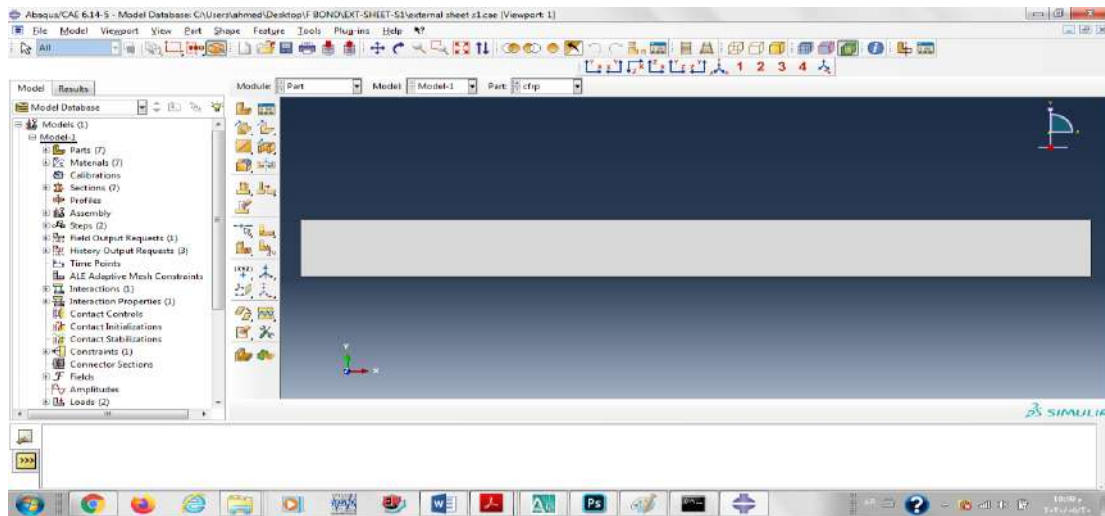 Abaqus/CAE 6.14-5 - Model Database: C:\Users\ahmed\Desktop\F BOND\EXT-SHEET-S1\external sheet s1.cae [Viewport: 1]
File Model Viewport View Part Shape Feature Tools Plug-ins Help
All
1 2 3 4
Model Results Module: Part Model: Model-1 Part: cfrp
Model Database
Models (1)
Model-1
Parts (7)
Materials (7)
Calibrations
Sections (7)
Profiles
Assembly
Steps (2)
Field Output Requests (1)
History Output Requests (3)
Time Points
ALE Adaptive Mesh Constraints
Interactions (1)
Interaction Properties (1)
Contact Controls
Contact Initializations
Contact Stabilizations
Constraints (1)
Connector Sections
Fields
Amplitudes
Loads (2)
Y
X
SIMULIA
>>>
W
Ps